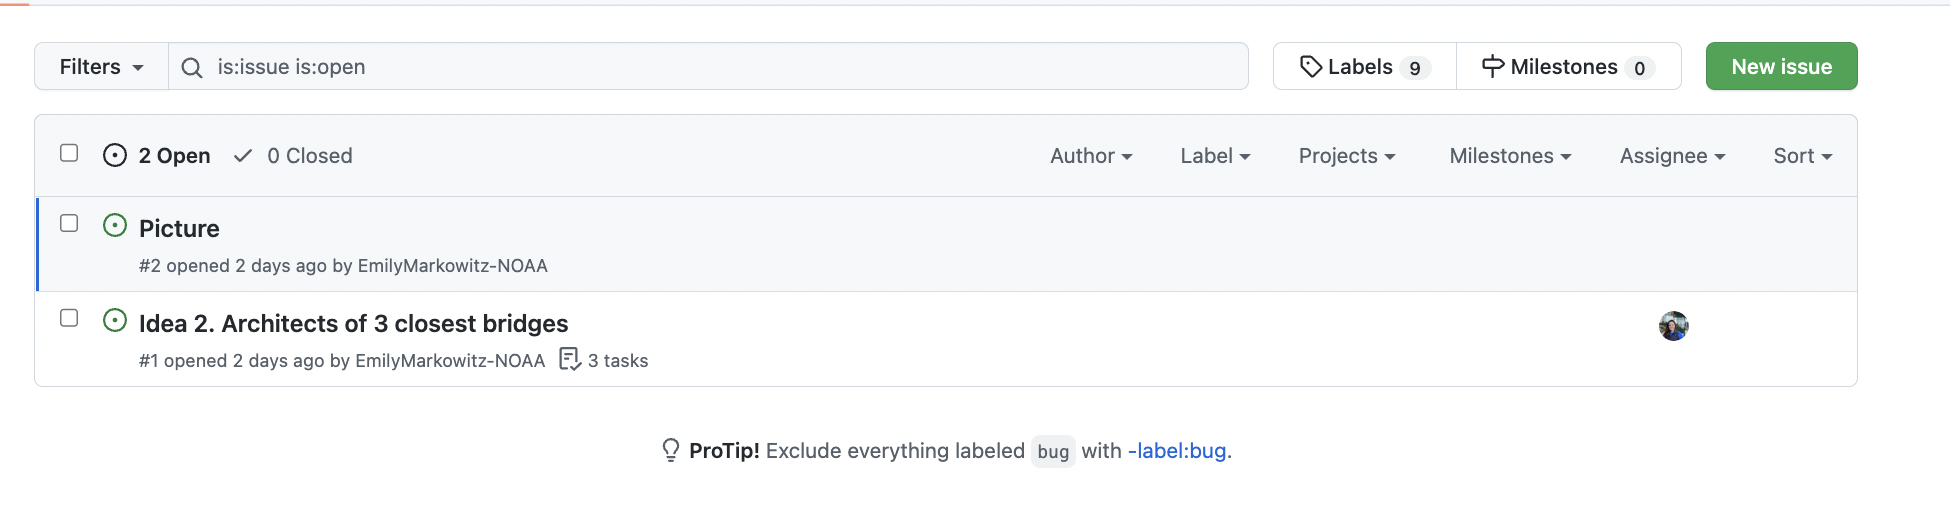 Filters is:issue is:open Labels 9 Milestones 0 New issue
2 Open 0 Closed Author Label Projects Milestones Assignee Sort
Picture
#2 opened 2 days ago by EmilyMarkowitz-NOAA
Idea 2. Architects of 3 closest bridges
#1 opened 2 days ago by EmilyMarkowitz-NOAA 3 tasks
ProTip! Exclude everything labeled bug with -label:bug.